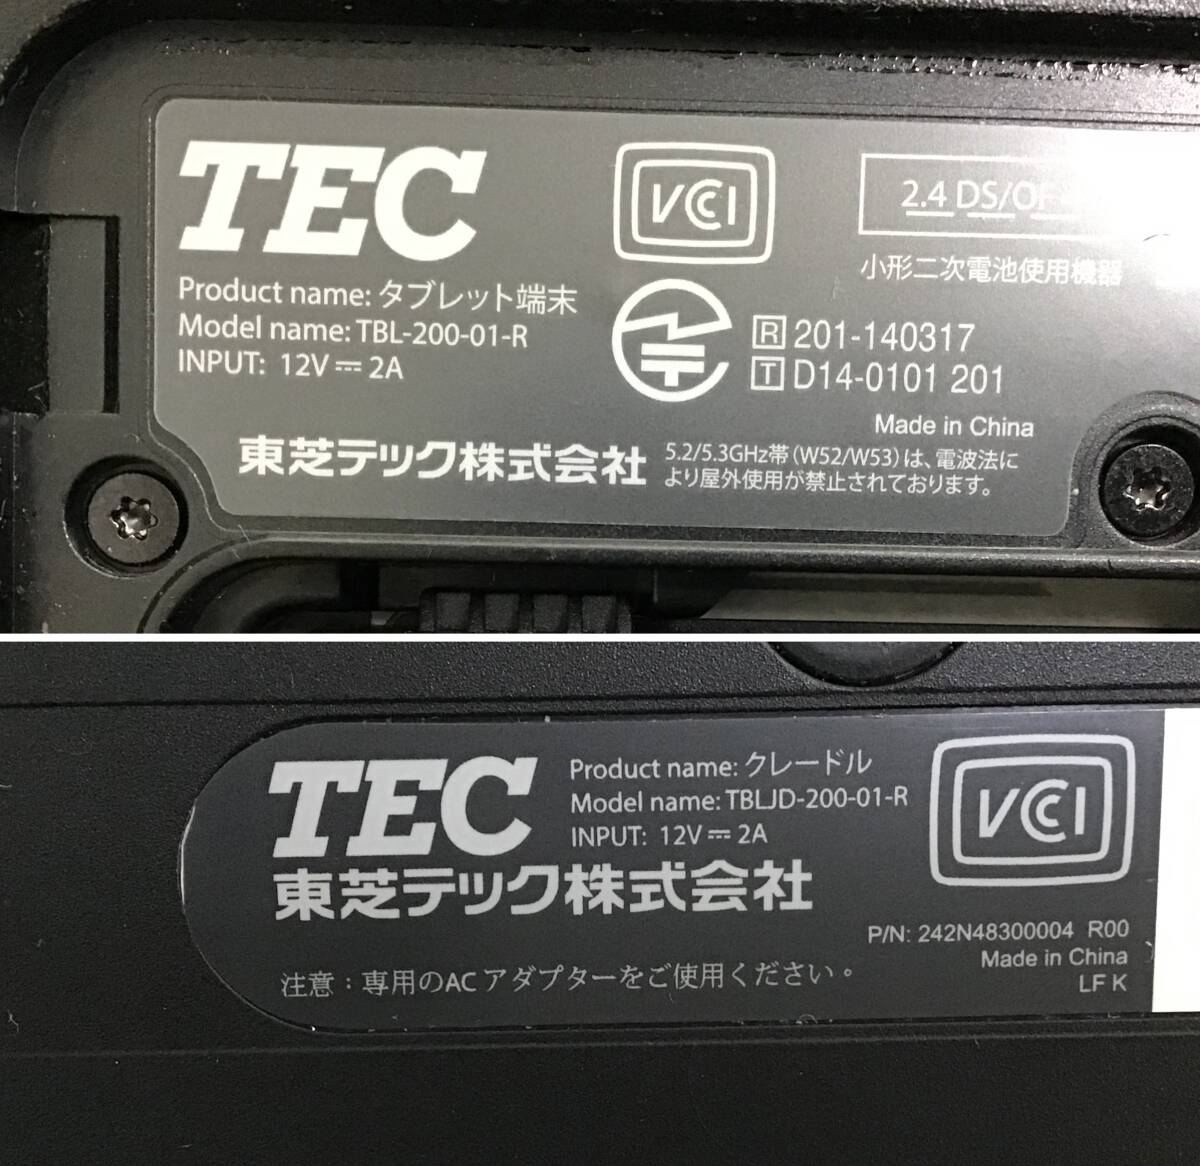 TEC
Product name: タブレット端末
Model name: TBL-200-01-R
INPUT: 12V ⎓ 2A
VCCI
2.4 DS/OF
小形二次電池使用機器
R 201-140317
T D14-0101 201
Made in China
東芝テック株式会社
5.2/5.3GHz帯(W52/W53)は、電波法に
より屋外使用が禁止されております。
TEC
Product name: クレードル
Model name: TBLJD-200-01-R
INPUT: 12V ⎓ 2A
東芝テック株式会社
VCCI
P/N: 242N48300004 R00
Made in China
LF K
注意：専用のACアダプターをご使用ください。